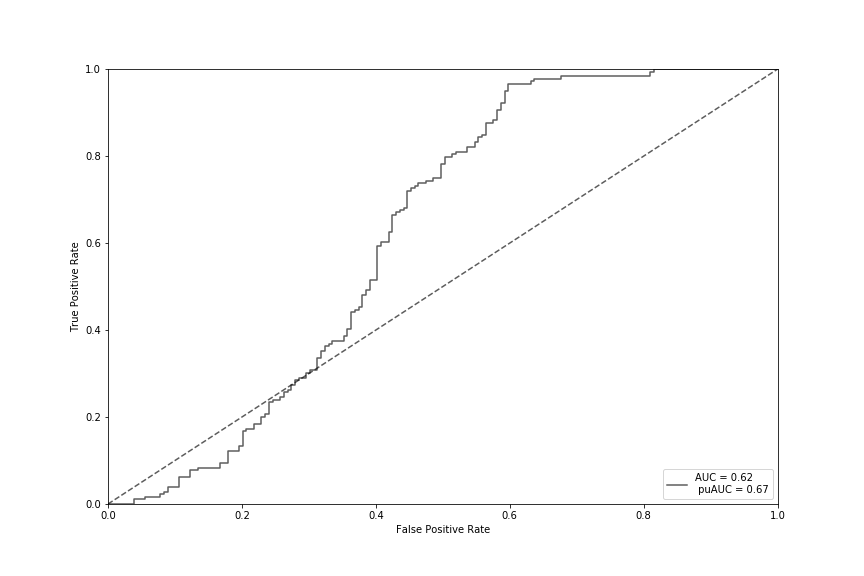 1.0
0.8
0.6
0.4
0.2
0.0
True Positive Rate
AUC = 0.62
puAUC = 0.67
0.0 0.2 0.4 0.6 0.8 1.0
False Positive Rate